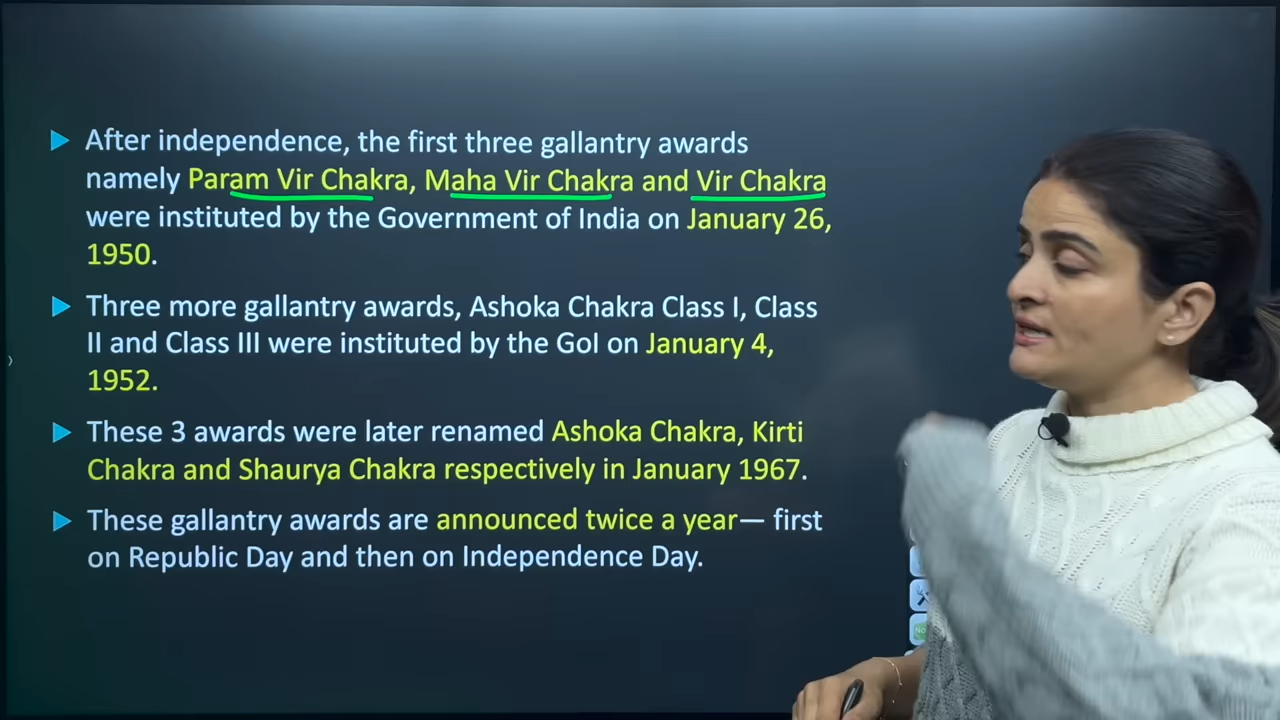 After independence, the first three gallantry awards
namely Param Vir Chakra, Maha Vir Chakra and Vir Chakra
were instituted by the Government of India on January 26,
1950.
Three more gallantry awards, Ashoka Chakra Class I, Class
II and Class III were instituted by the GoI on January 4,
1952.
These 3 awards were later renamed Ashoka Chakra, Kirti
Chakra and Shaurya Chakra respectively in January 1967.
These gallantry awards are announced twice a year— first
on Republic Day and then on Independence Day.